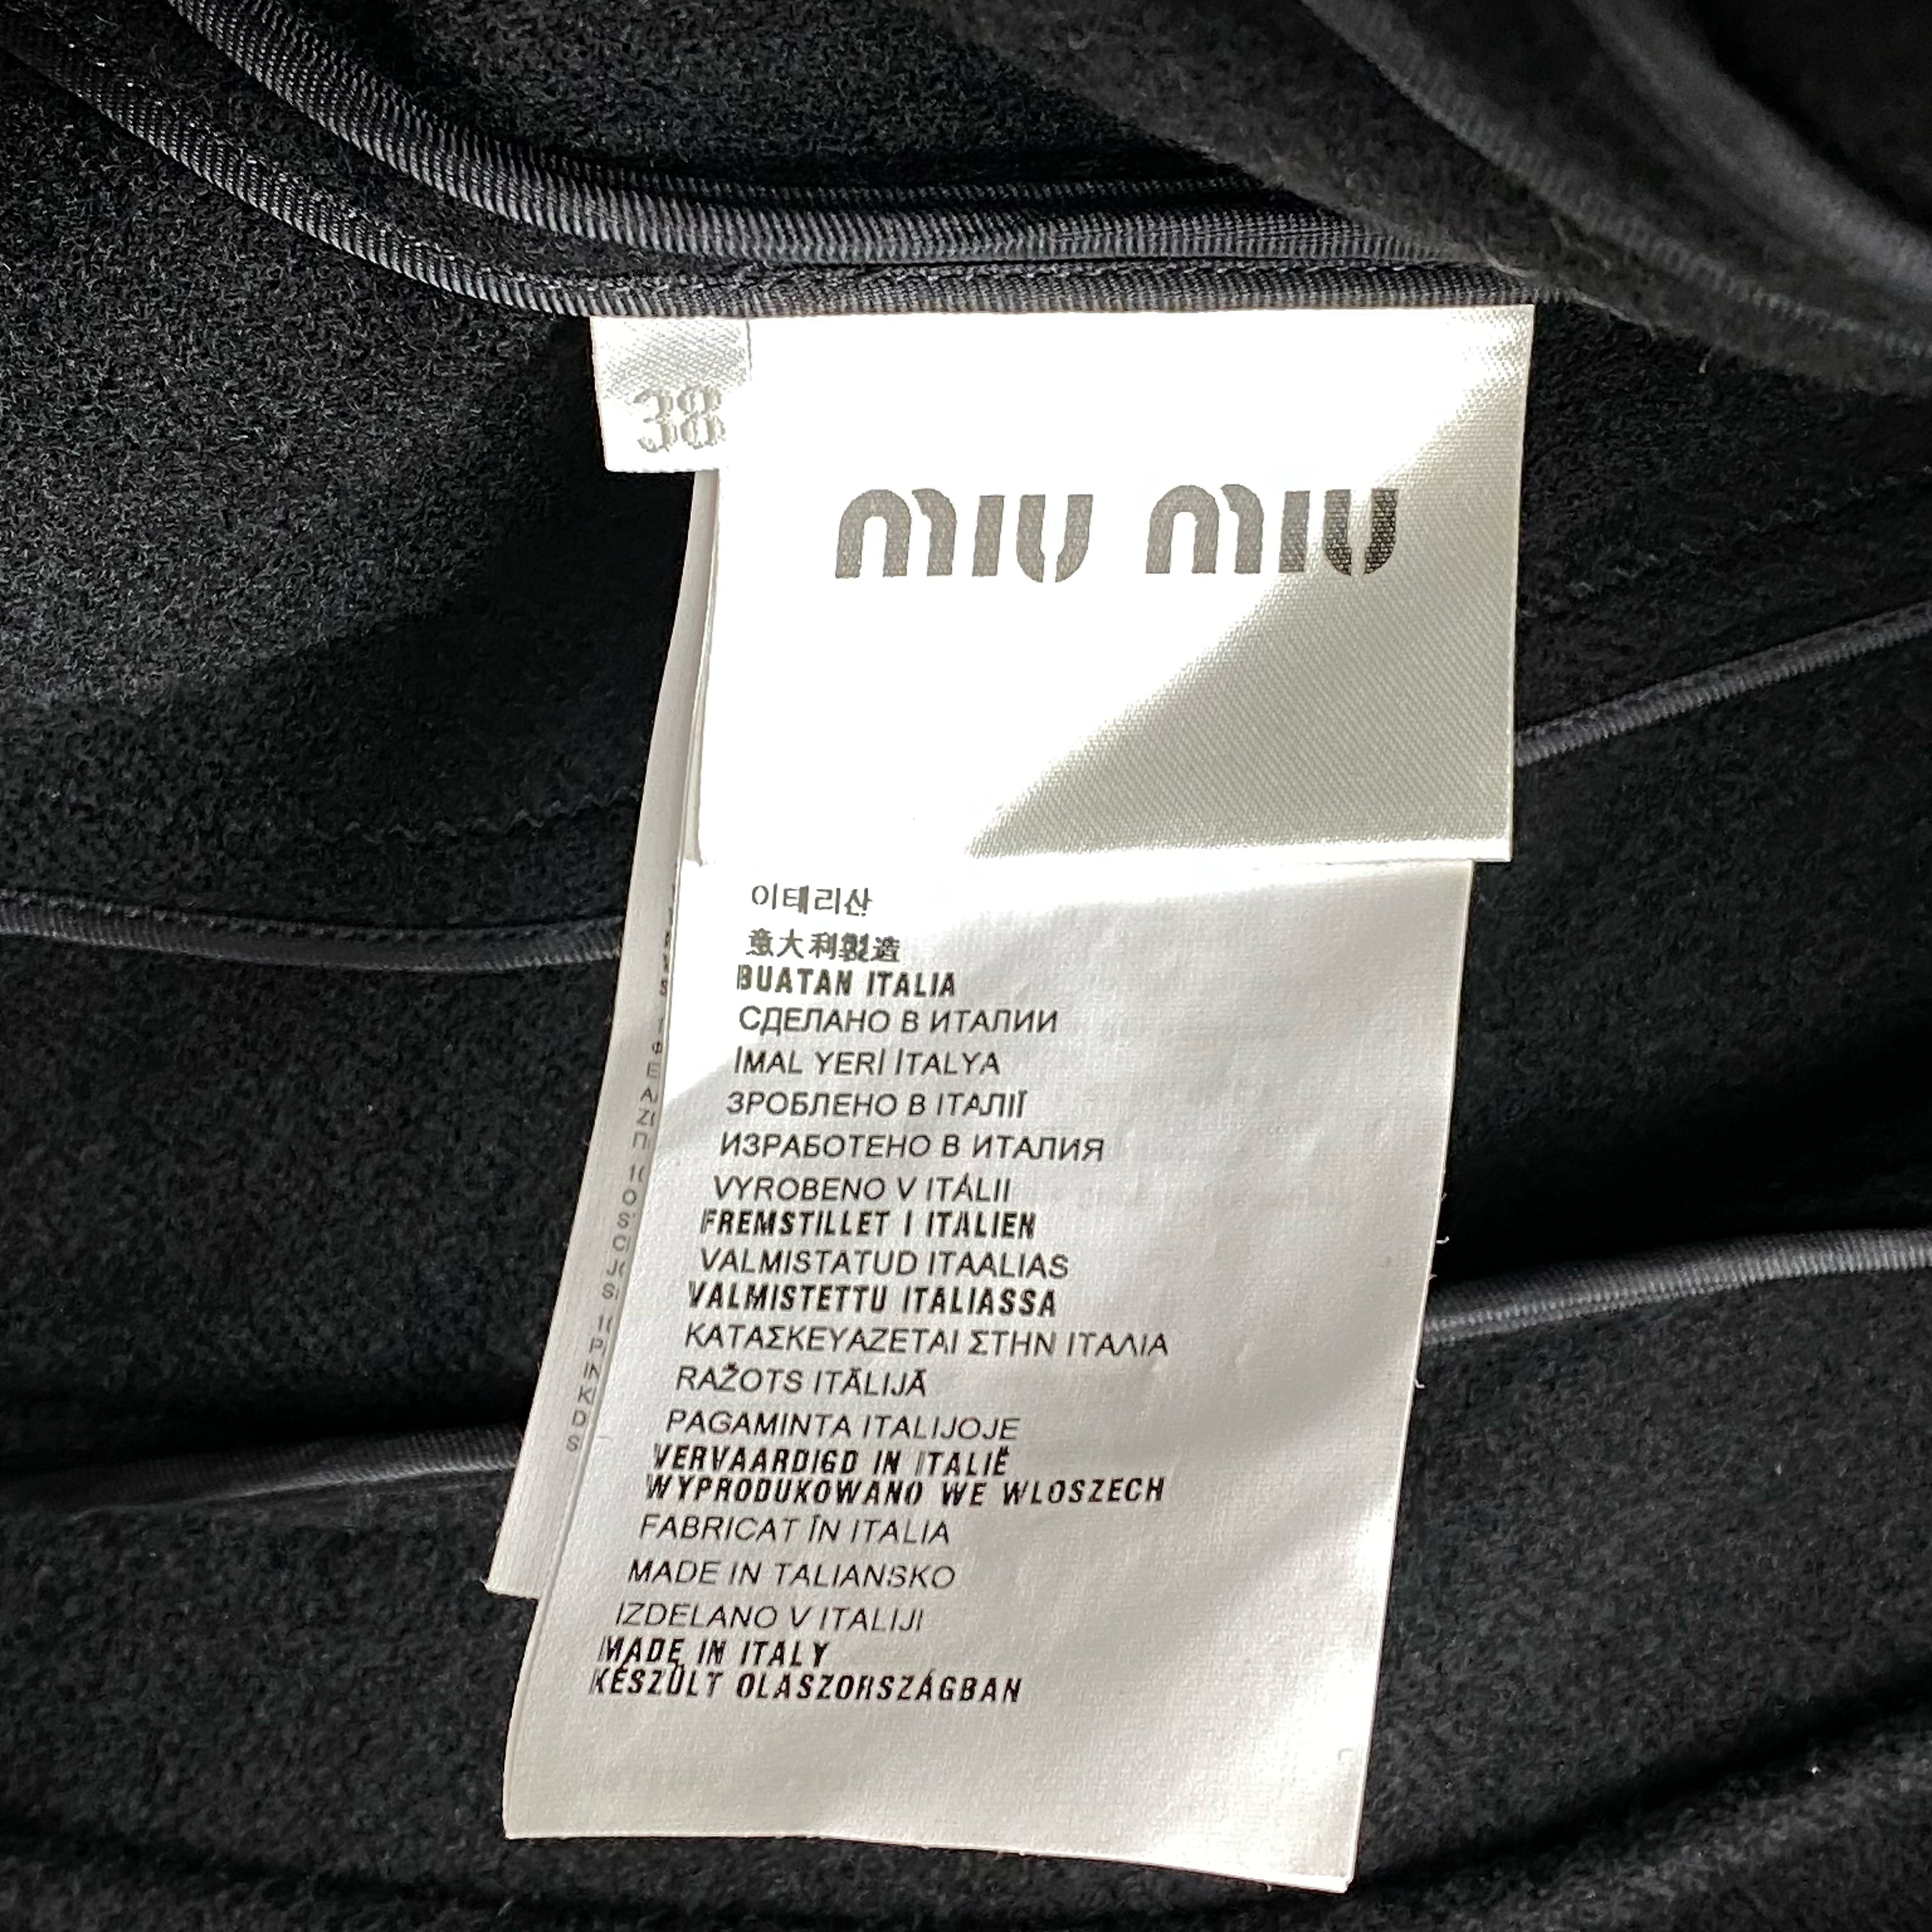 38
miu miu
이태리산
意大利製造
BUATAN ITALIA
СДЕЛАНО В ИТАЛИИ
İMAL YERİ İTALYA
ЗРОБЛЕНО В ІТАЛІЇ
ИЗРАБОТЕНО В ИТАЛИЯ
VYROBENO V ITÁLII
FREMSTILLET I ITALIEN
VALMISTATUD ITAALIAS
VALMISTETTU ITALIASSA
ΚΑΤΑΣΚΕΥΑΖΕΤΑΙ ΣΤΗΝ ΙΤΑΛΙΑ
RAŽOTS ITĀLIJĀ
PAGAMINTA ITALIJOJE
VERVAARDIGD IN ITALIË
WYPRODUKOWANO WE WLOSZECH
FABRICAT ÎN ITALIA
MADE IN TALIANSKO
IZDELANO V ITALIJI
MADE IN ITALY
KÉSZÜLT OLASZORSZÁGBAN